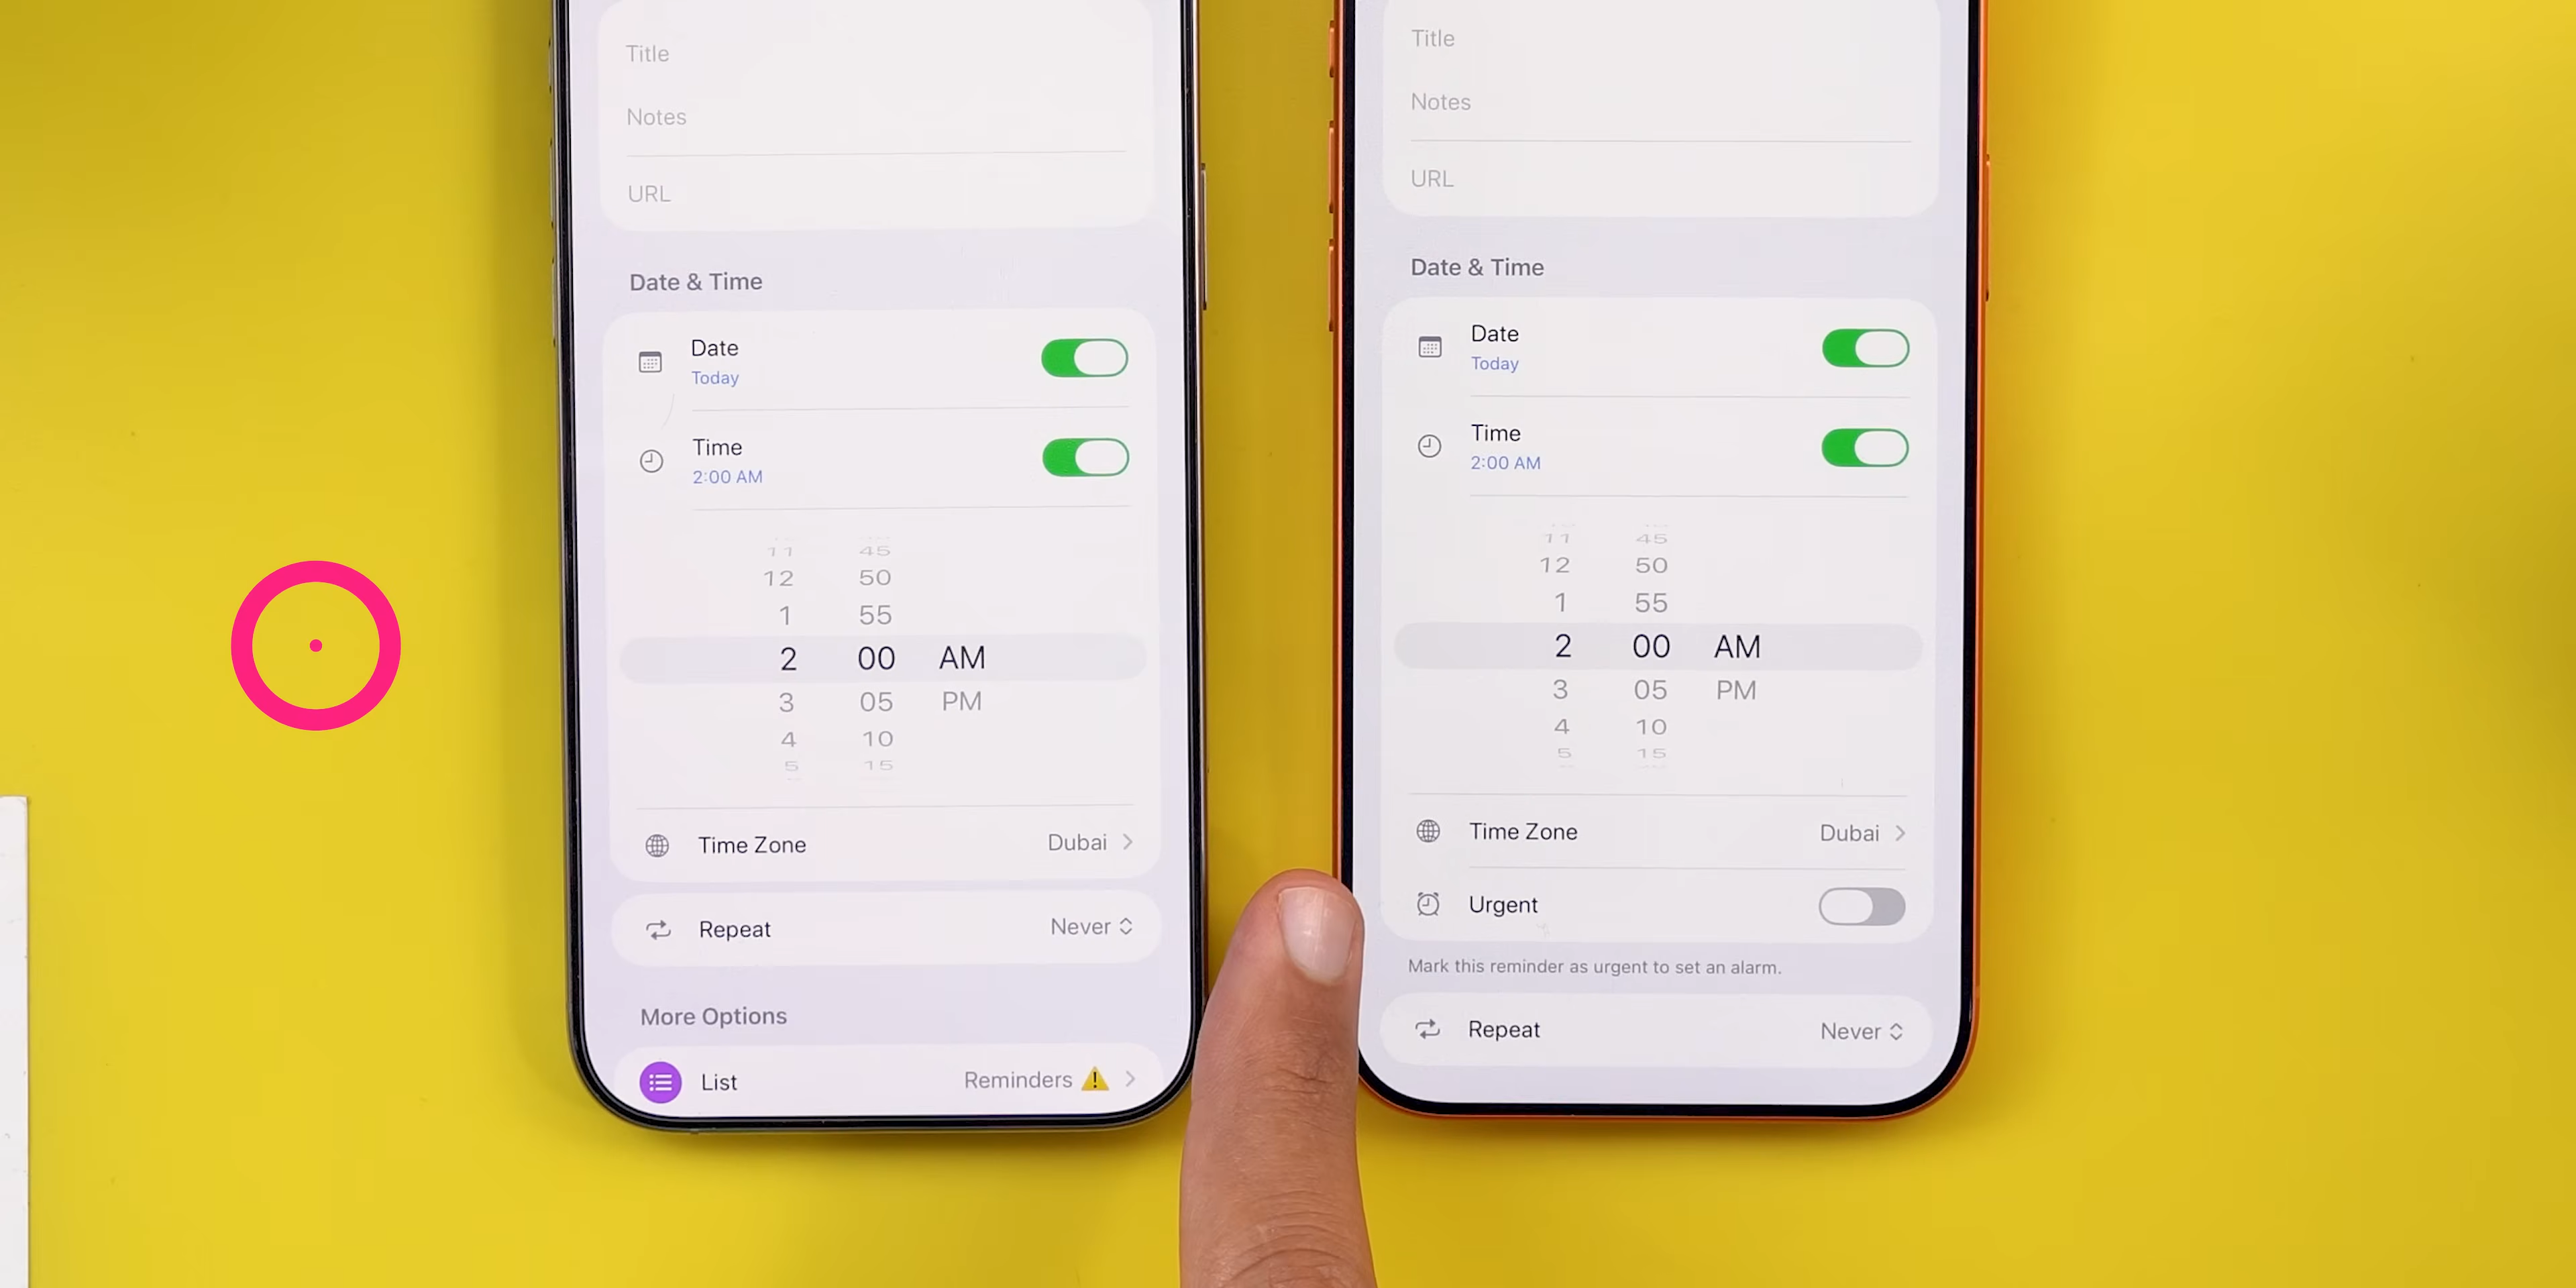 Title
Notes
URL
Date & Time
Date
Today
Time
2:00 AM
11 45
12 50
1 55
2 00 AM
3 05 PM
4 10
5 15
Time Zone Dubai
Repeat Never
More Options
List Reminders ⚠️
Title
Notes
URL
Date & Time
Date
Today
Time
2:00 AM
11 45
12 50
1 55
2 00 AM
3 05 PM
4 10
5 15
Time Zone Dubai
Urgent
Mark this reminder as urgent to set an alarm.
Repeat Never